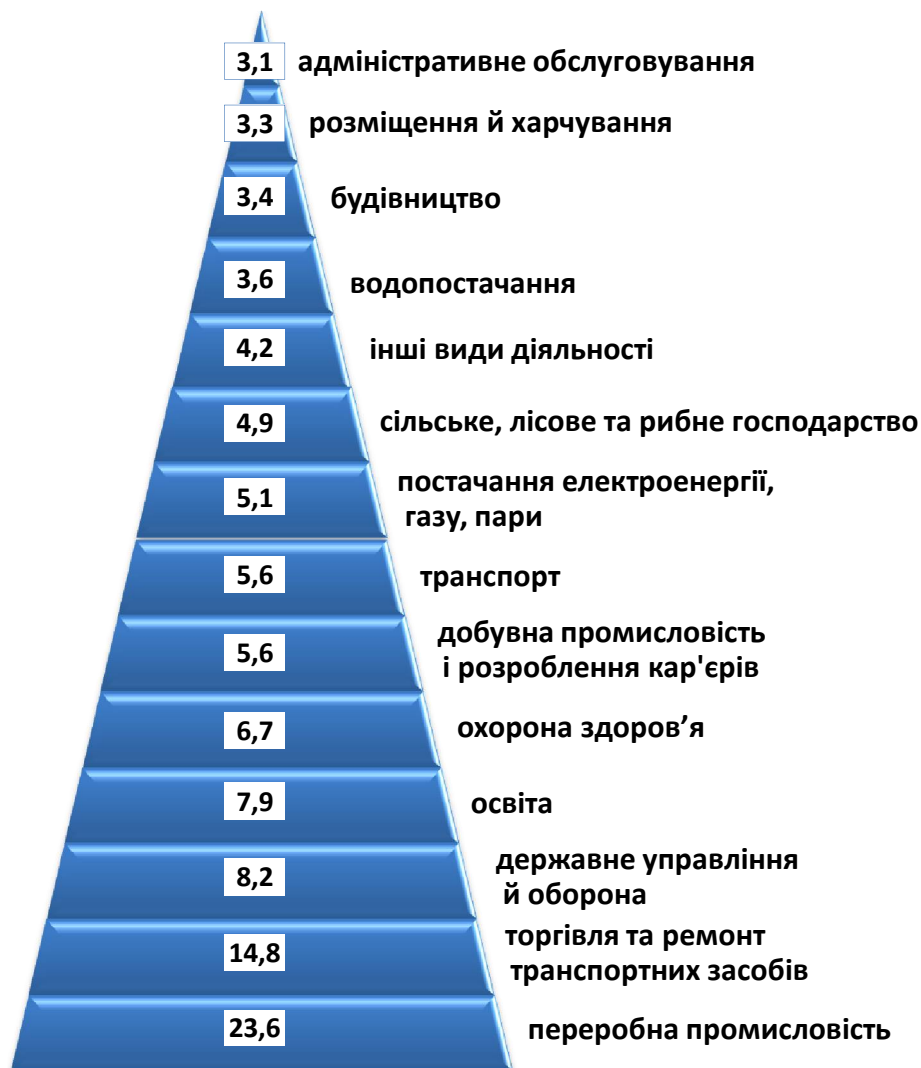 3,1 адміністративне обслуговування
3,3 розміщення й харчування
3,4 будівництво
3,6 водопостачання
4,2 інші види діяльності
4,9 сільське, лісове та рибне господарство
5,1 постачання електроенергії,
газу, пари
5,6 транспорт
5,6 добувна промисловість
і розроблення кар'єрів
6,7 охорона здоров’я
7,9 освіта
8,2 державне управління
й оборона
14,8 торгівля та ремонт
транспортних засобів
23,6 переробна промисловість